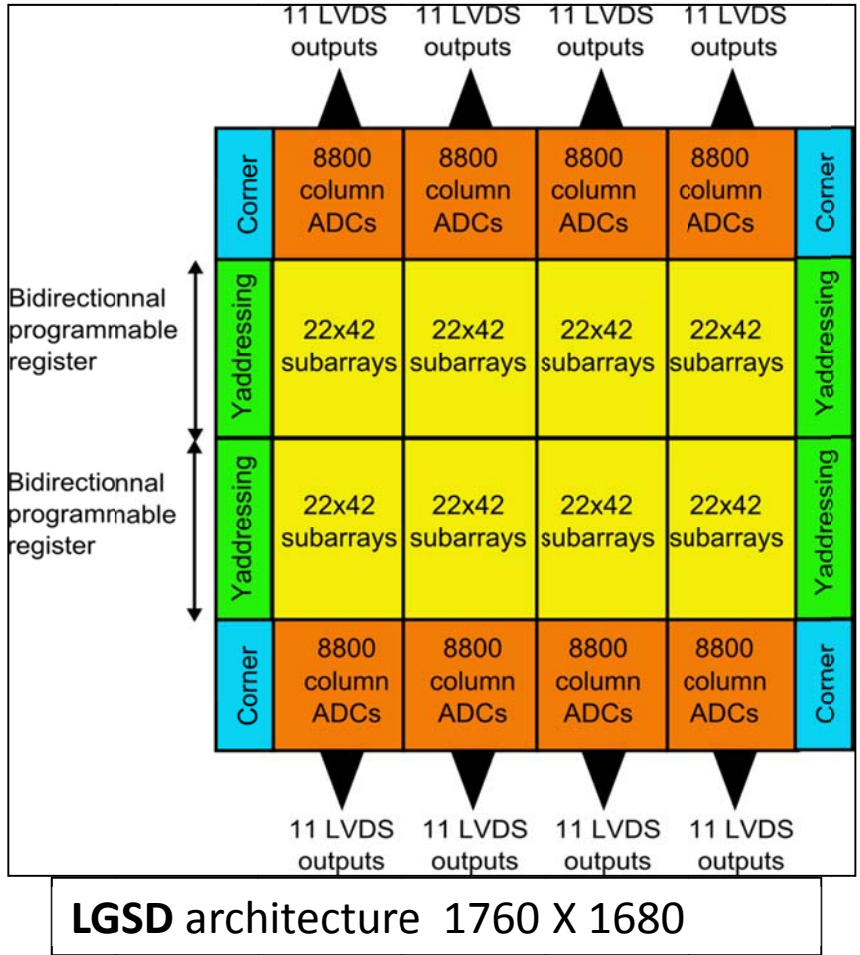 11 LVDS 11 LVDS 11 LVDS 11 LVDS
outputs outputs outputs outputs
Corner
8800 column ADCs
8800 column ADCs
8800 column ADCs
8800 column ADCs
Corner
Bidirectionnal
programmable
register
Yaddressing
22x42 subarrays
22x42 subarrays
22x42 subarrays
22x42 subarrays
Yaddressing
Bidirectionnal
programmable
register
Yaddressing
22x42 subarrays
22x42 subarrays
22x42 subarrays
22x42 subarrays
Yaddressing
Corner
8800 column ADCs
8800 column ADCs
8800 column ADCs
8800 column ADCs
Corner
11 LVDS 11 LVDS 11 LVDS 11 LVDS
outputs outputs outputs outputs
LGSD architecture 1760 X 1680